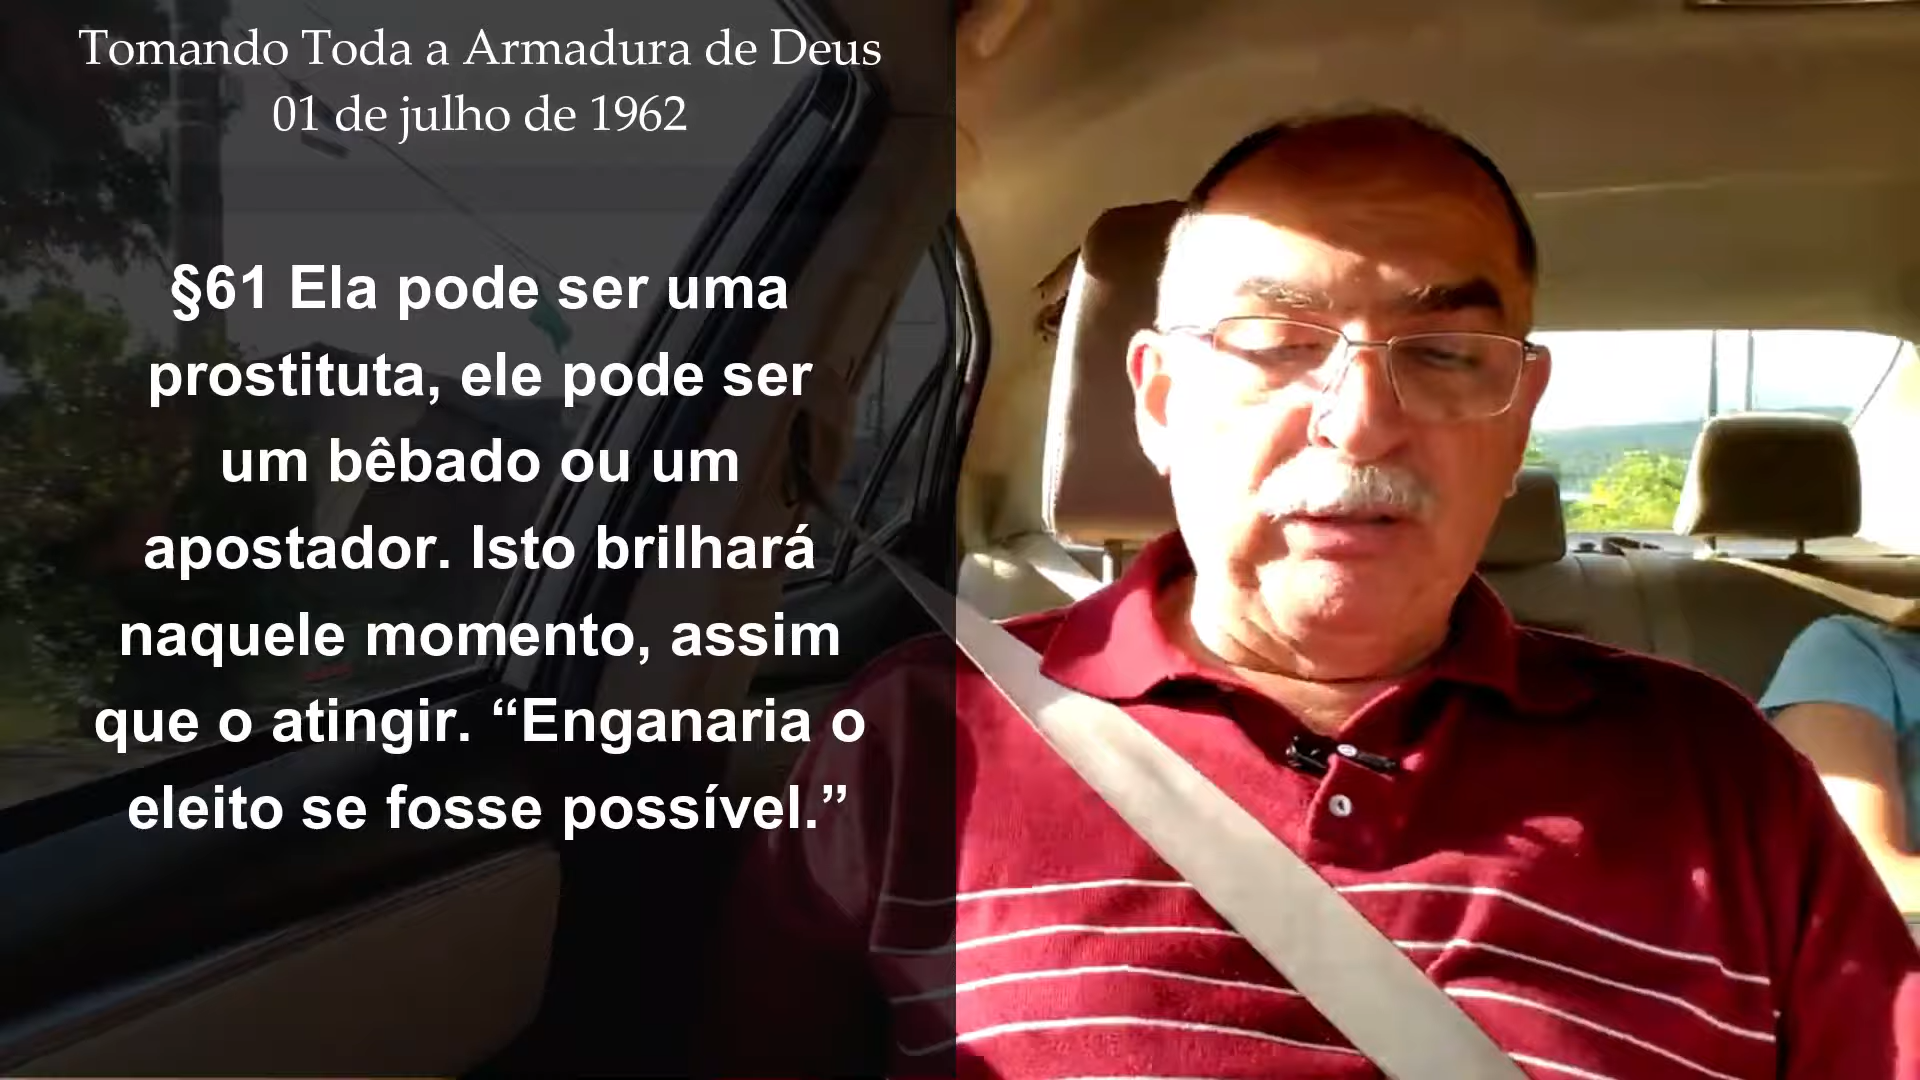 Tomando Toda a Armadura de Deus
01 de julho de 1962
§61 Ela pode ser uma
prostituta, ele pode ser
um bêbado ou um
apostador. Isto brilhará
naquele momento, assim
que o atingir. “Enganaria o
eleito se fosse possível.”